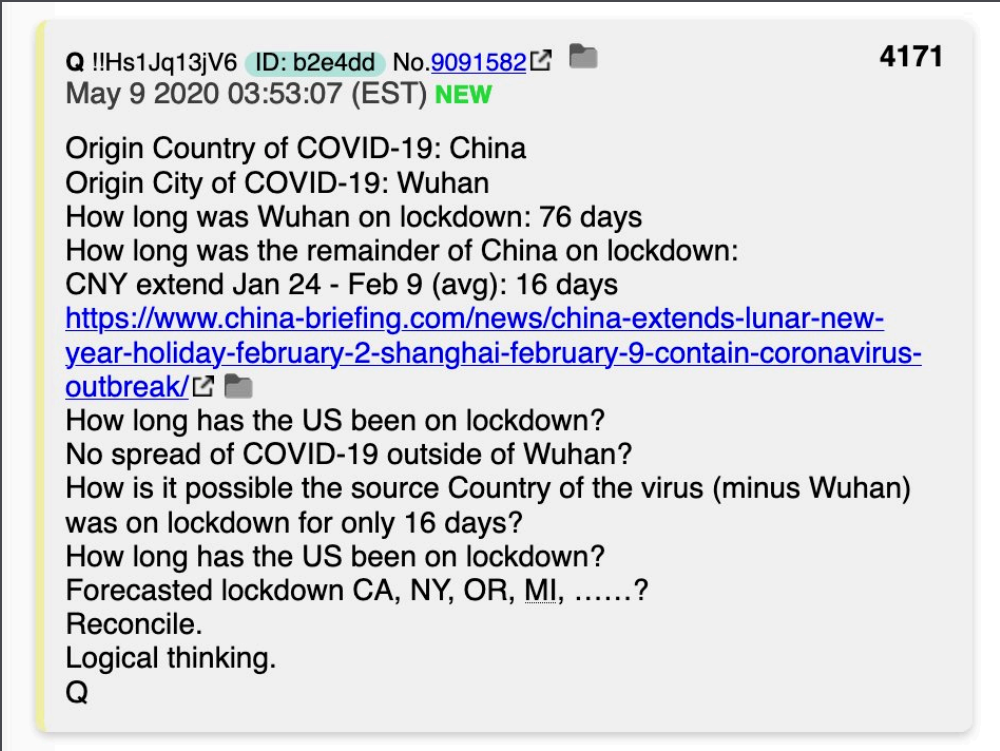 Q !!Hs1Jq13jV6 ID: b2e4dd No.9091582 4171
May 9 2020 03:53:07 (EST) NEW
Origin Country of COVID-19: China
Origin City of COVID-19: Wuhan
How long was Wuhan on lockdown: 76 days
How long was the remainder of China on lockdown:
CNY extend Jan 24 - Feb 9 (avg): 16 days
https://www.china-briefing.com/news/china-extends-lunar-new-
year-holiday-february-2-shanghai-february-9-contain-coronavirus-
outbreak/
How long has the US been on lockdown?
No spread of COVID-19 outside of Wuhan?
How is it possible the source Country of the virus (minus Wuhan)
was on lockdown for only 16 days?
How long has the US been on lockdown?
Forecasted lockdown CA, NY, OR, MI, ......?
Reconcile.
Logical thinking.
Q